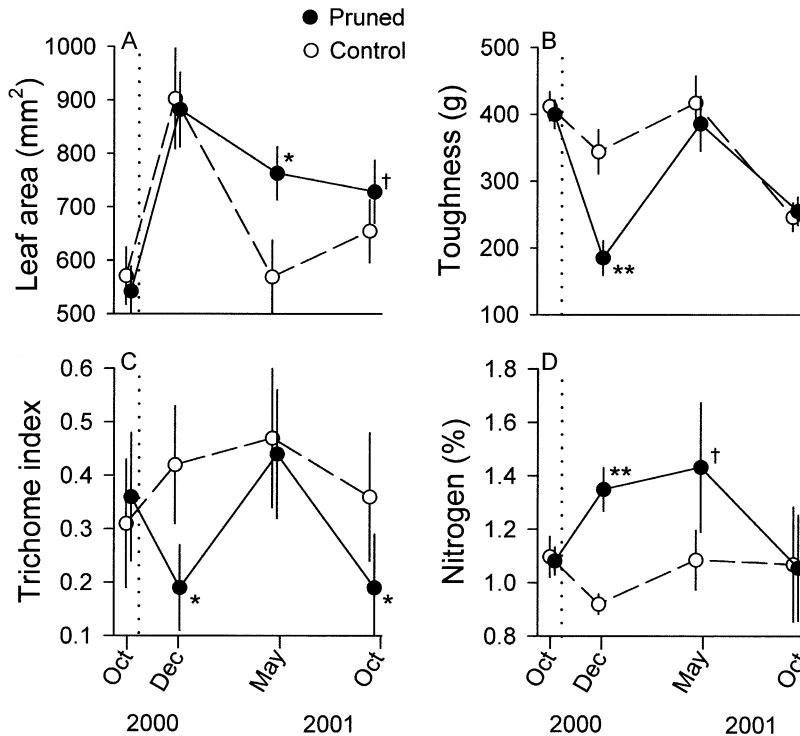 Pruned
Control
A
1000
900
800
700
600
500
Leaf area (mm²)
*
†
B
500
400
300
200
100
Toughness (g)
**
C
0.6
0.5
0.4
0.3
0.2
0.1
Trichome index
*
*
Oct
Dec
May
Oct
2000
2001
D
1.8
1.6
1.4
1.2
1.0
0.8
Nitrogen (%)
**
†
Oct
Dec
May
Oct
2000
2001